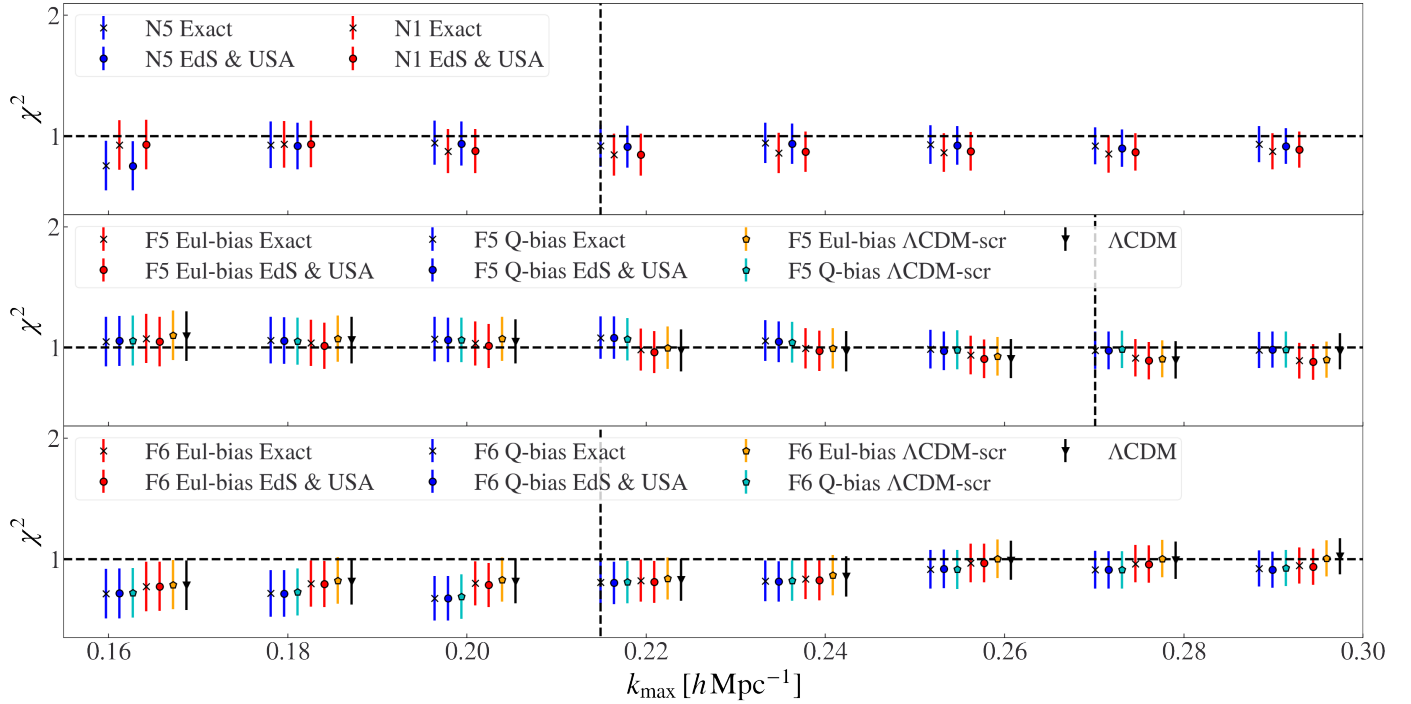 2
N5 Exact N1 Exact
N5 EdS & USA N1 EdS & USA
χ²
1
2
F5 Eul-bias Exact F5 Q-bias Exact F5 Eul-bias ΛCDM-scr ΛCDM
F5 Eul-bias EdS & USA F5 Q-bias EdS & USA F5 Q-bias ΛCDM-scr
χ²
1
2
F6 Eul-bias Exact F6 Q-bias Exact F6 Eul-bias ΛCDM-scr ΛCDM
F6 Eul-bias EdS & USA F6 Q-bias EdS & USA F6 Q-bias ΛCDM-scr
χ²
1
0.16 0.18 0.20 0.22 0.24 0.26 0.28 0.30
k_max [h Mpc⁻¹]